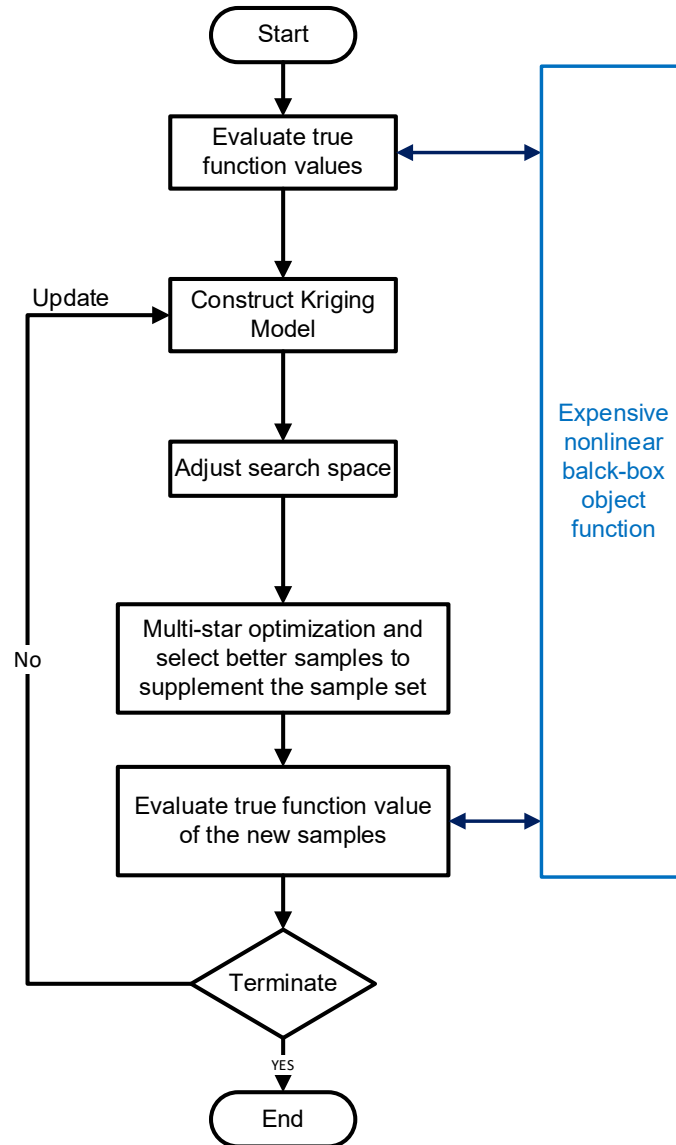 Start
Evaluate true
function values
Update
Construct Kriging
Model
Adjust search space
Expensive
nonlinear
balck-box
object
function
Multi-star optimization and
select better samples to
supplement the sample set
No
Evaluate true function value
of the new samples
Terminate
YES
End